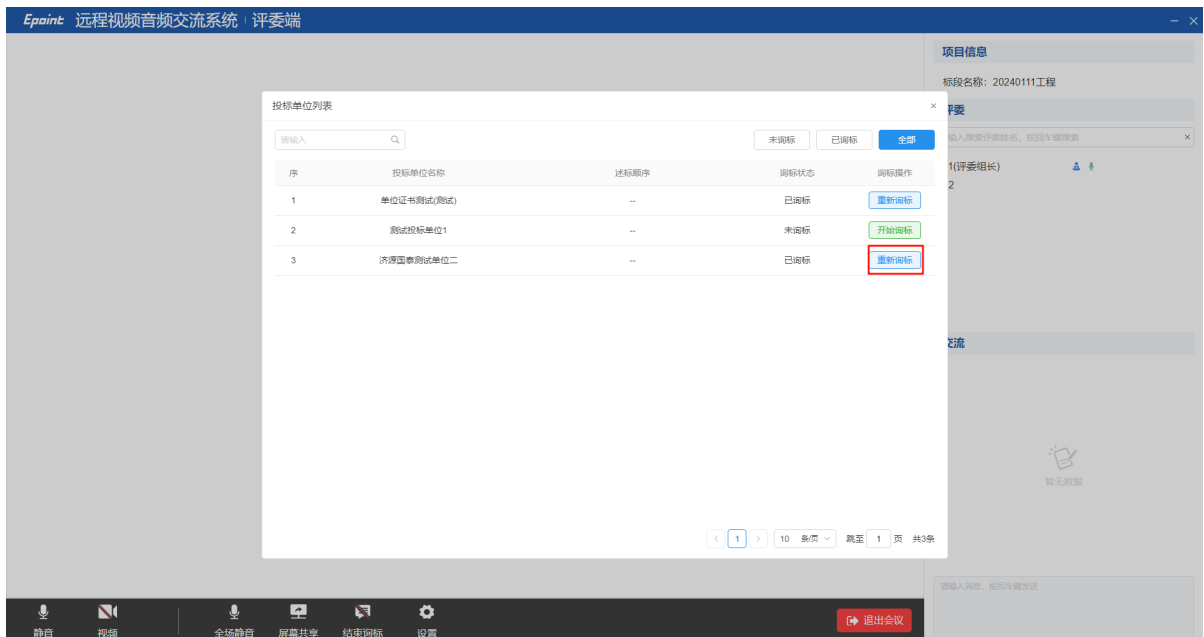 Epoint 远程视频音频交流系统 评委端
项目信息
标段名称：20240111工程
投标单位列表
评委
请输入
未询标 已询标 全部
输入搜索评委姓名，按回车键搜索
序 投标单位名称 述标顺序 询标状态 询标操作
1(评委组长)
2
1 单位证书测试(测试) -- 已询标 重新询标
2 测试投标单位1 -- 未询标 开始询标
3 济源国泰测试单位二 -- 已询标 重新询标
交流
暂无数据
1 10 条/页 跳至 1 页 共3条
请输入消息，按回车键发送
静音 视频 全场静音 屏幕共享 结束询标 设置 退出会议